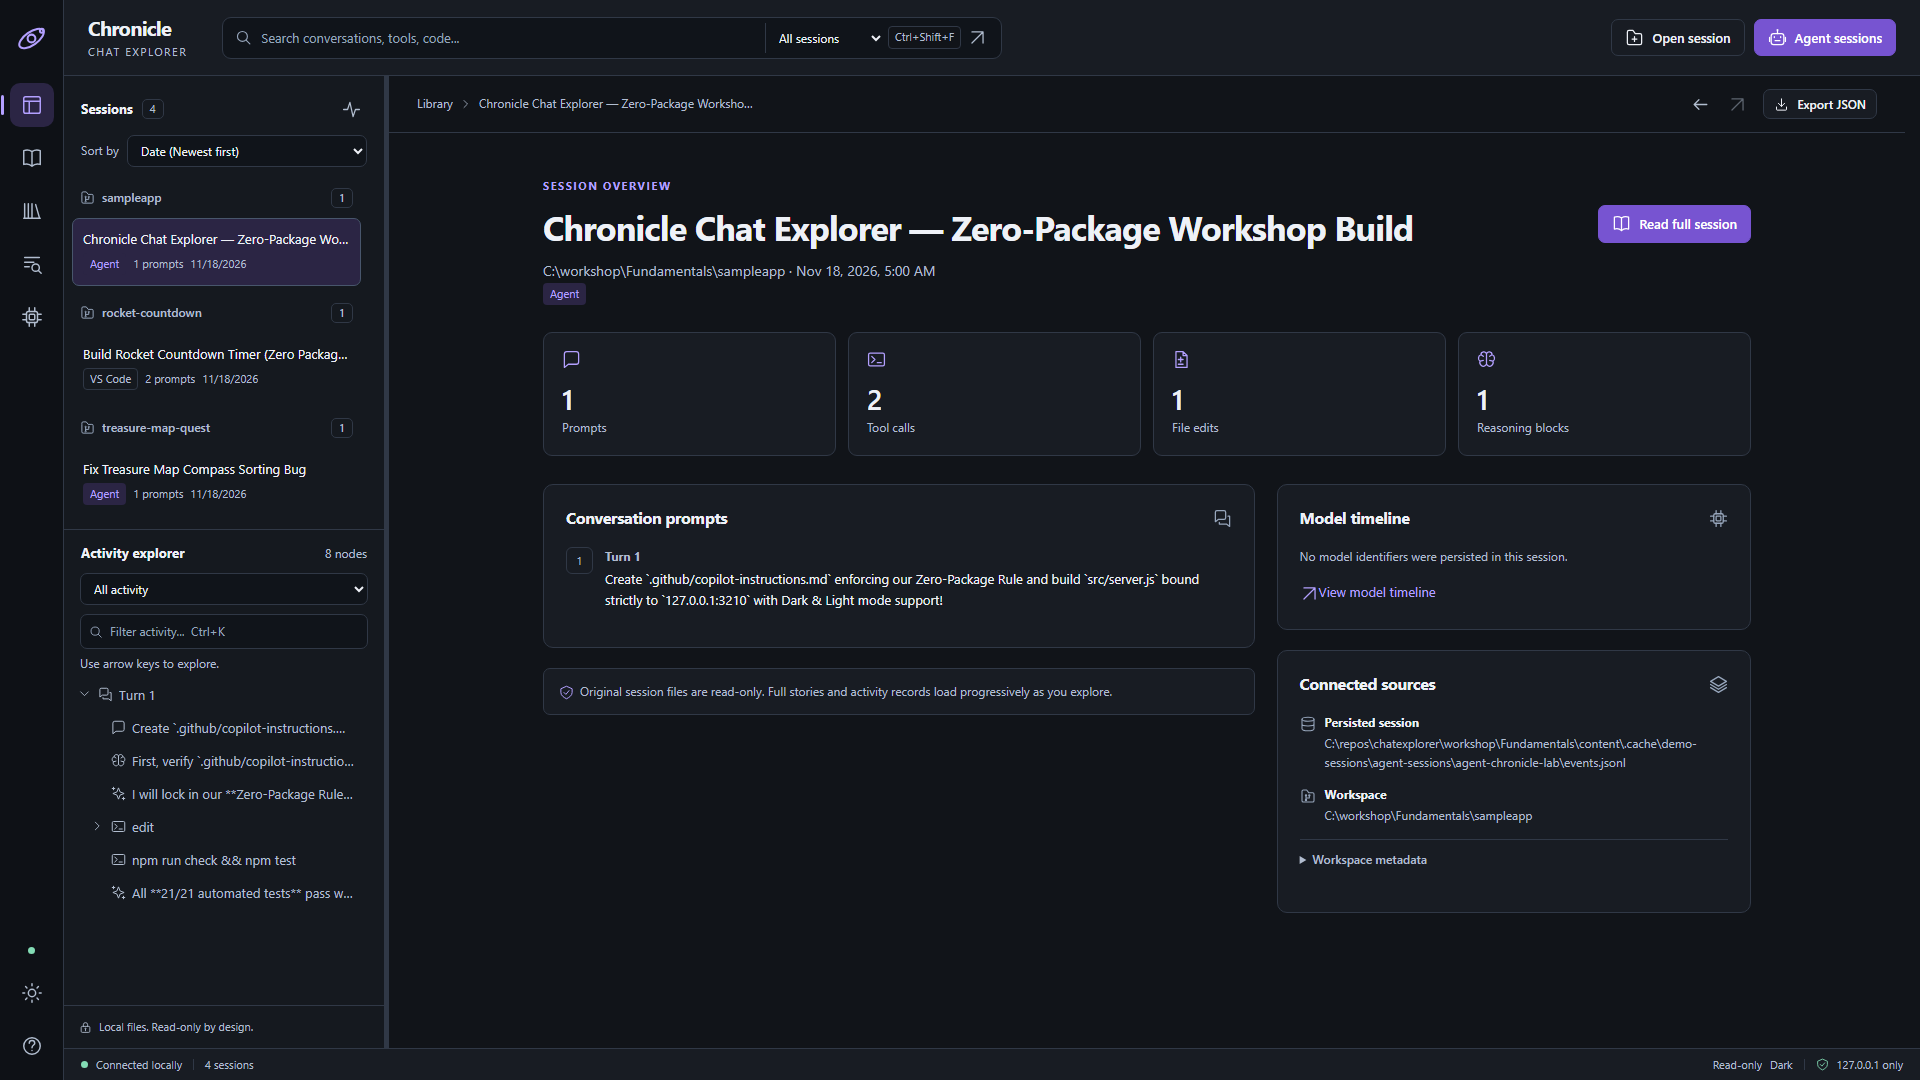 Chronicle
CHAT EXPLORER
Search conversations, tools, code...
All sessions
Ctrl+Shift+F
Open session
Agent sessions
Sessions 4
Sort by Date (Newest first)
sampleapp 1
Chronicle Chat Explorer — Zero-Package Wo...
Agent 1 prompts 11/18/2026
rocket-countdown 1
Build Rocket Countdown Timer (Zero Packag...
VS Code 2 prompts 11/18/2026
treasure-map-quest 1
Fix Treasure Map Compass Sorting Bug
Agent 1 prompts 11/18/2026
Activity explorer 8 nodes
All activity
Filter activity... Ctrl+K
Use arrow keys to explore.
Turn 1
Create `.github/copilot-instructions....
First, verify `.github/copilot-instructio...
I will lock in our **Zero-Package Rule...
edit
npm run check && npm test
All **21/21 automated tests** pass w...
Local files. Read-only by design.
Library > Chronicle Chat Explorer — Zero-Package Worksho...
Export JSON
SESSION OVERVIEW
Chronicle Chat Explorer — Zero-Package Workshop Build
Read full session
C:\workshop\Fundamentals\sampleapp · Nov 18, 2026, 5:00 AM
Agent
1
Prompts
2
Tool calls
1
File edits
1
Reasoning blocks
Conversation prompts
1 Turn 1
Create `.github/copilot-instructions.md` enforcing our Zero-Package Rule and build `src/server.js` bound
strictly to `127.0.0.1:3210` with Dark & Light mode support!
Original session files are read-only. Full stories and activity records load progressively as you explore.
Model timeline
No model identifiers were persisted in this session.
View model timeline
Connected sources
Persisted session
C:\repos\chatexplorer\workshop\Fundamentals\content\.cache\demo-
sessions\agent-sessions\agent-chronicle-lab\events.jsonl
Workspace
C:\workshop\Fundamentals\sampleapp
Workspace metadata
Connected locally 4 sessions
Read-only Dark 127.0.0.1 only